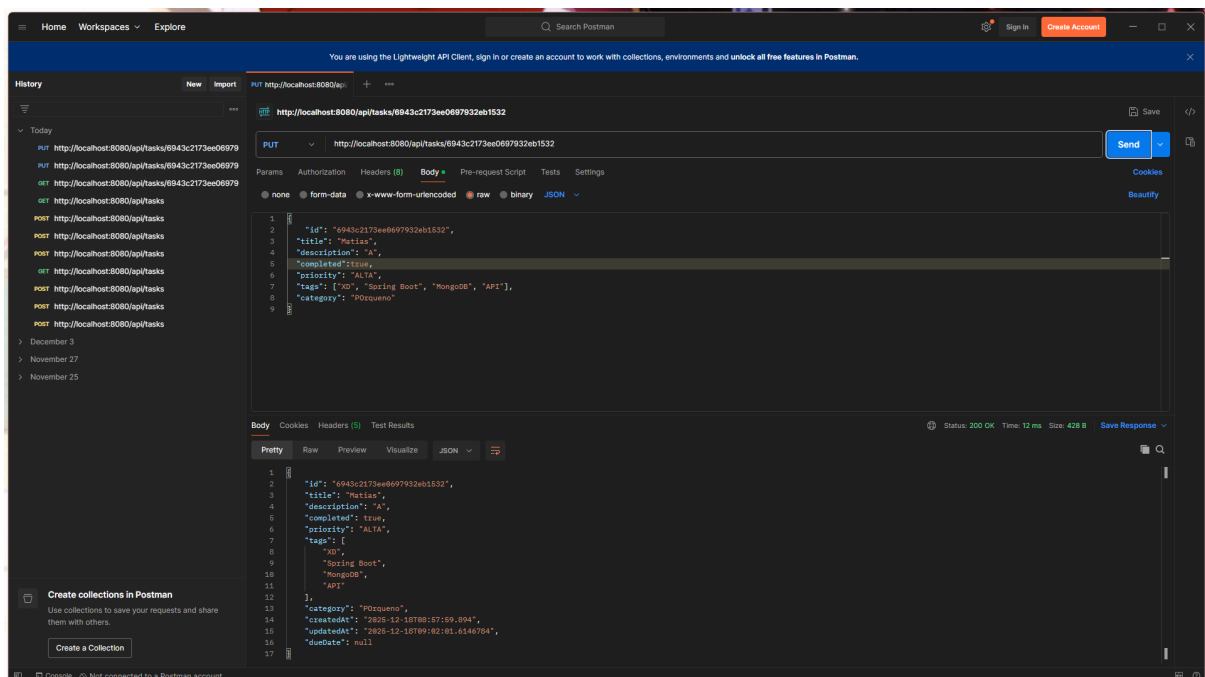 Home Workspaces Explore
Search Postman
Sign In Create Account
You are using the Lightweight API Client, sign in or create an account to work with collections, environments and unlock all free features in Postman.
History New Import
PUT http://localhost:8080/api
Today
PUT http://localhost:8080/api/tasks/6943c2173ee06979
PUT http://localhost:8080/api/tasks/6943c2173ee06979
GET http://localhost:8080/api/tasks/6943c2173ee06979
GET http://localhost:8080/api/tasks
POST http://localhost:8080/api/tasks
POST http://localhost:8080/api/tasks
POST http://localhost:8080/api/tasks
GET http://localhost:8080/api/tasks
POST http://localhost:8080/api/tasks
POST http://localhost:8080/api/tasks
POST http://localhost:8080/api/tasks
December 3
November 27
November 25
Create collections in Postman
Use collections to save your requests and share
them with others.
Create a Collection
HTTP http://localhost:8080/api/tasks/6943c2173ee0697932eb1532
Save
PUT http://localhost:8080/api/tasks/6943c2173ee0697932eb1532
Send
Params Authorization Headers (8) Body Pre-request Script Tests Settings
Cookies
none form-data x-www-form-urlencoded raw binary JSON
Beautify
1 {
2 "id": "6943c2173ee0697932eb1532",
3 "title": "Matias",
4 "description": "A",
5 "completed":true,
6 "priority": "ALTA",
7 "tags": ["XD", "Spring Boot", "MongoDB", "API"],
8 "category": "POrqueno"
9 }
Body Cookies Headers (5) Test Results
Status: 200 OK Time: 12 ms Size: 428 B Save Response
Pretty Raw Preview Visualize JSON
1 {
2 "id": "6943c2173ee0697932eb1532",
3 "title": "Matias",
4 "description": "A",
5 "completed": true,
6 "priority": "ALTA",
7 "tags": [
8 "XD",
9 "Spring Boot",
10 "MongoDB",
11 "API"
12 ],
13 "category": "POrqueno",
14 "createdAt": "2025-12-18T08:57:59.894",
15 "updatedAt": "2025-12-18T09:02:01.6146784",
16 "dueDate": null
17 }
Console Not connected to a Postman account